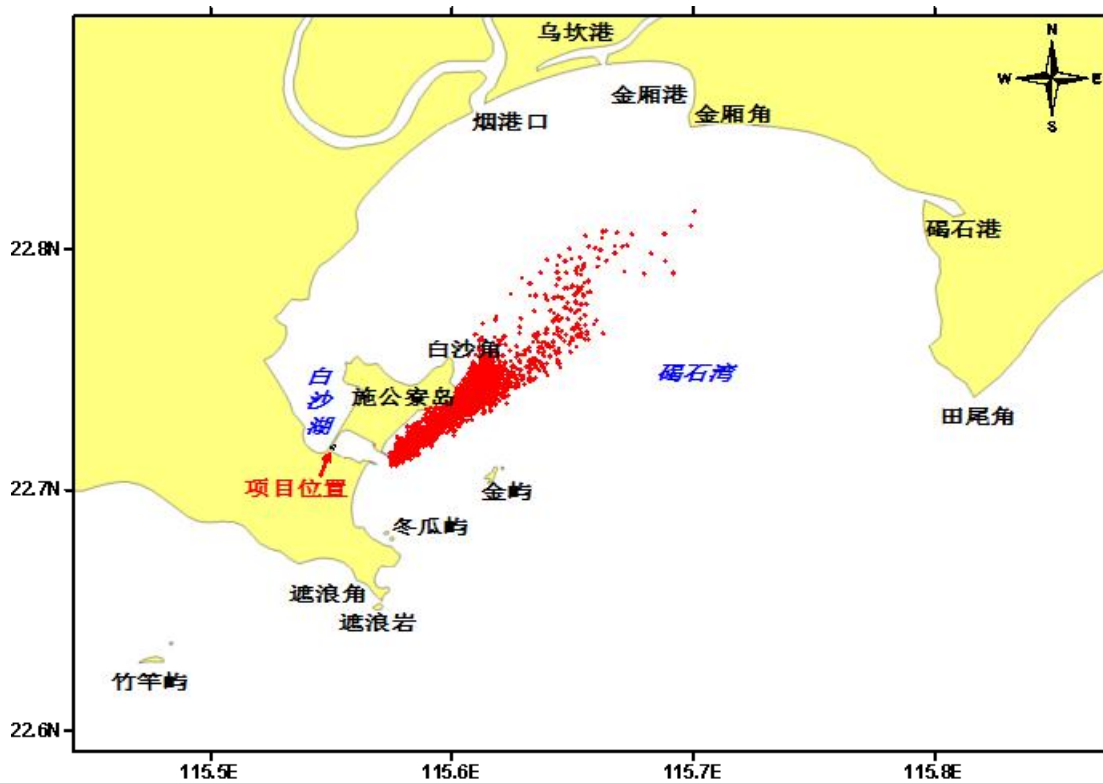 乌坎港
N
W
E
S
金厢港
金厢角
烟港口
碣石港
22.8N
白沙角
碣石湾
白沙湖
施公寮岛
田尾角
22.7N
项目位置
金屿
冬瓜屿
遮浪角
遮浪岩
竹竿屿
22.6N
115.5E
115.6E
115.7E
115.8E